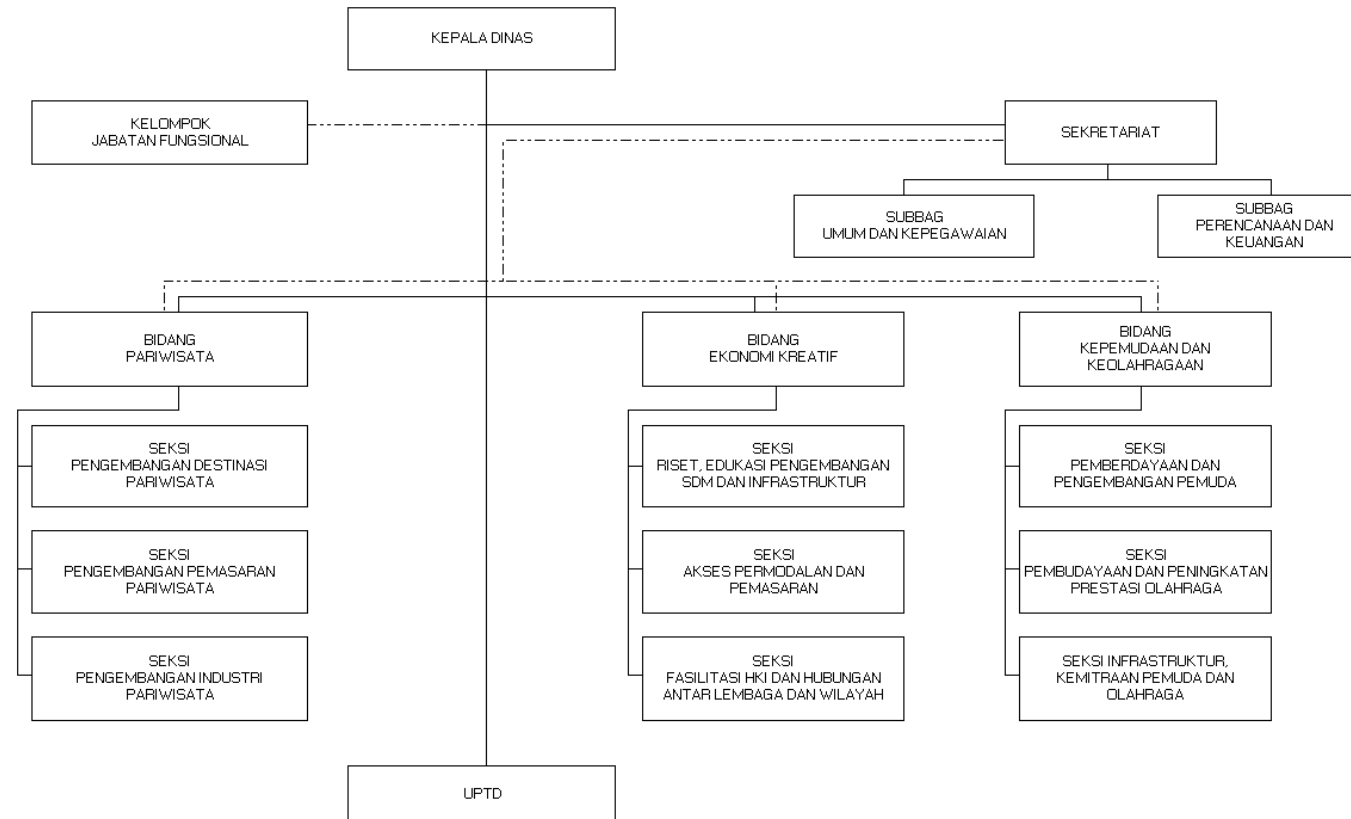 KEPALA DINAS
KELOMPOK
JABATAN FUNGSIONAL
SEKRETARIAT
SUBBAG
UMUM DAN KEPEGAWAIAN
SUBBAG
PERENCANAAN DAN
KEUANGAN
BIDANG
PARIWISATA
BIDANG
EKONOMI KREATIF
BIDANG
KEPEMUDAAN DAN
KEOLAHRAGAAN
SEKSI
PENGEMBANGAN DESTINASI
PARIWISATA
SEKSI
RISET, EDUKASI PENGEMBANGAN
SDM DAN INFRASTRUKTUR
SEKSI
PEMBERDAYAAN DAN
PENGEMBANGAN PEMUDA
SEKSI
PENGEMBANGAN PEMASARAN
PARIWISATA
SEKSI
AKSES PERMODALAN DAN
PEMASARAN
SEKSI
PEMBUDAYAAN DAN PENINGKATAN
PRESTASI OLAHRAGA
SEKSI
PENGEMBANGAN INDUSTRI
PARIWISATA
SEKSI
FASILITASI HKI DAN HUBUNGAN
ANTAR LEMBAGA DAN WILAYAH
SEKSI INFRASTRUKTUR,
KEMITRAAN PEMUDA DAN
OLAHRAGA
UPTD